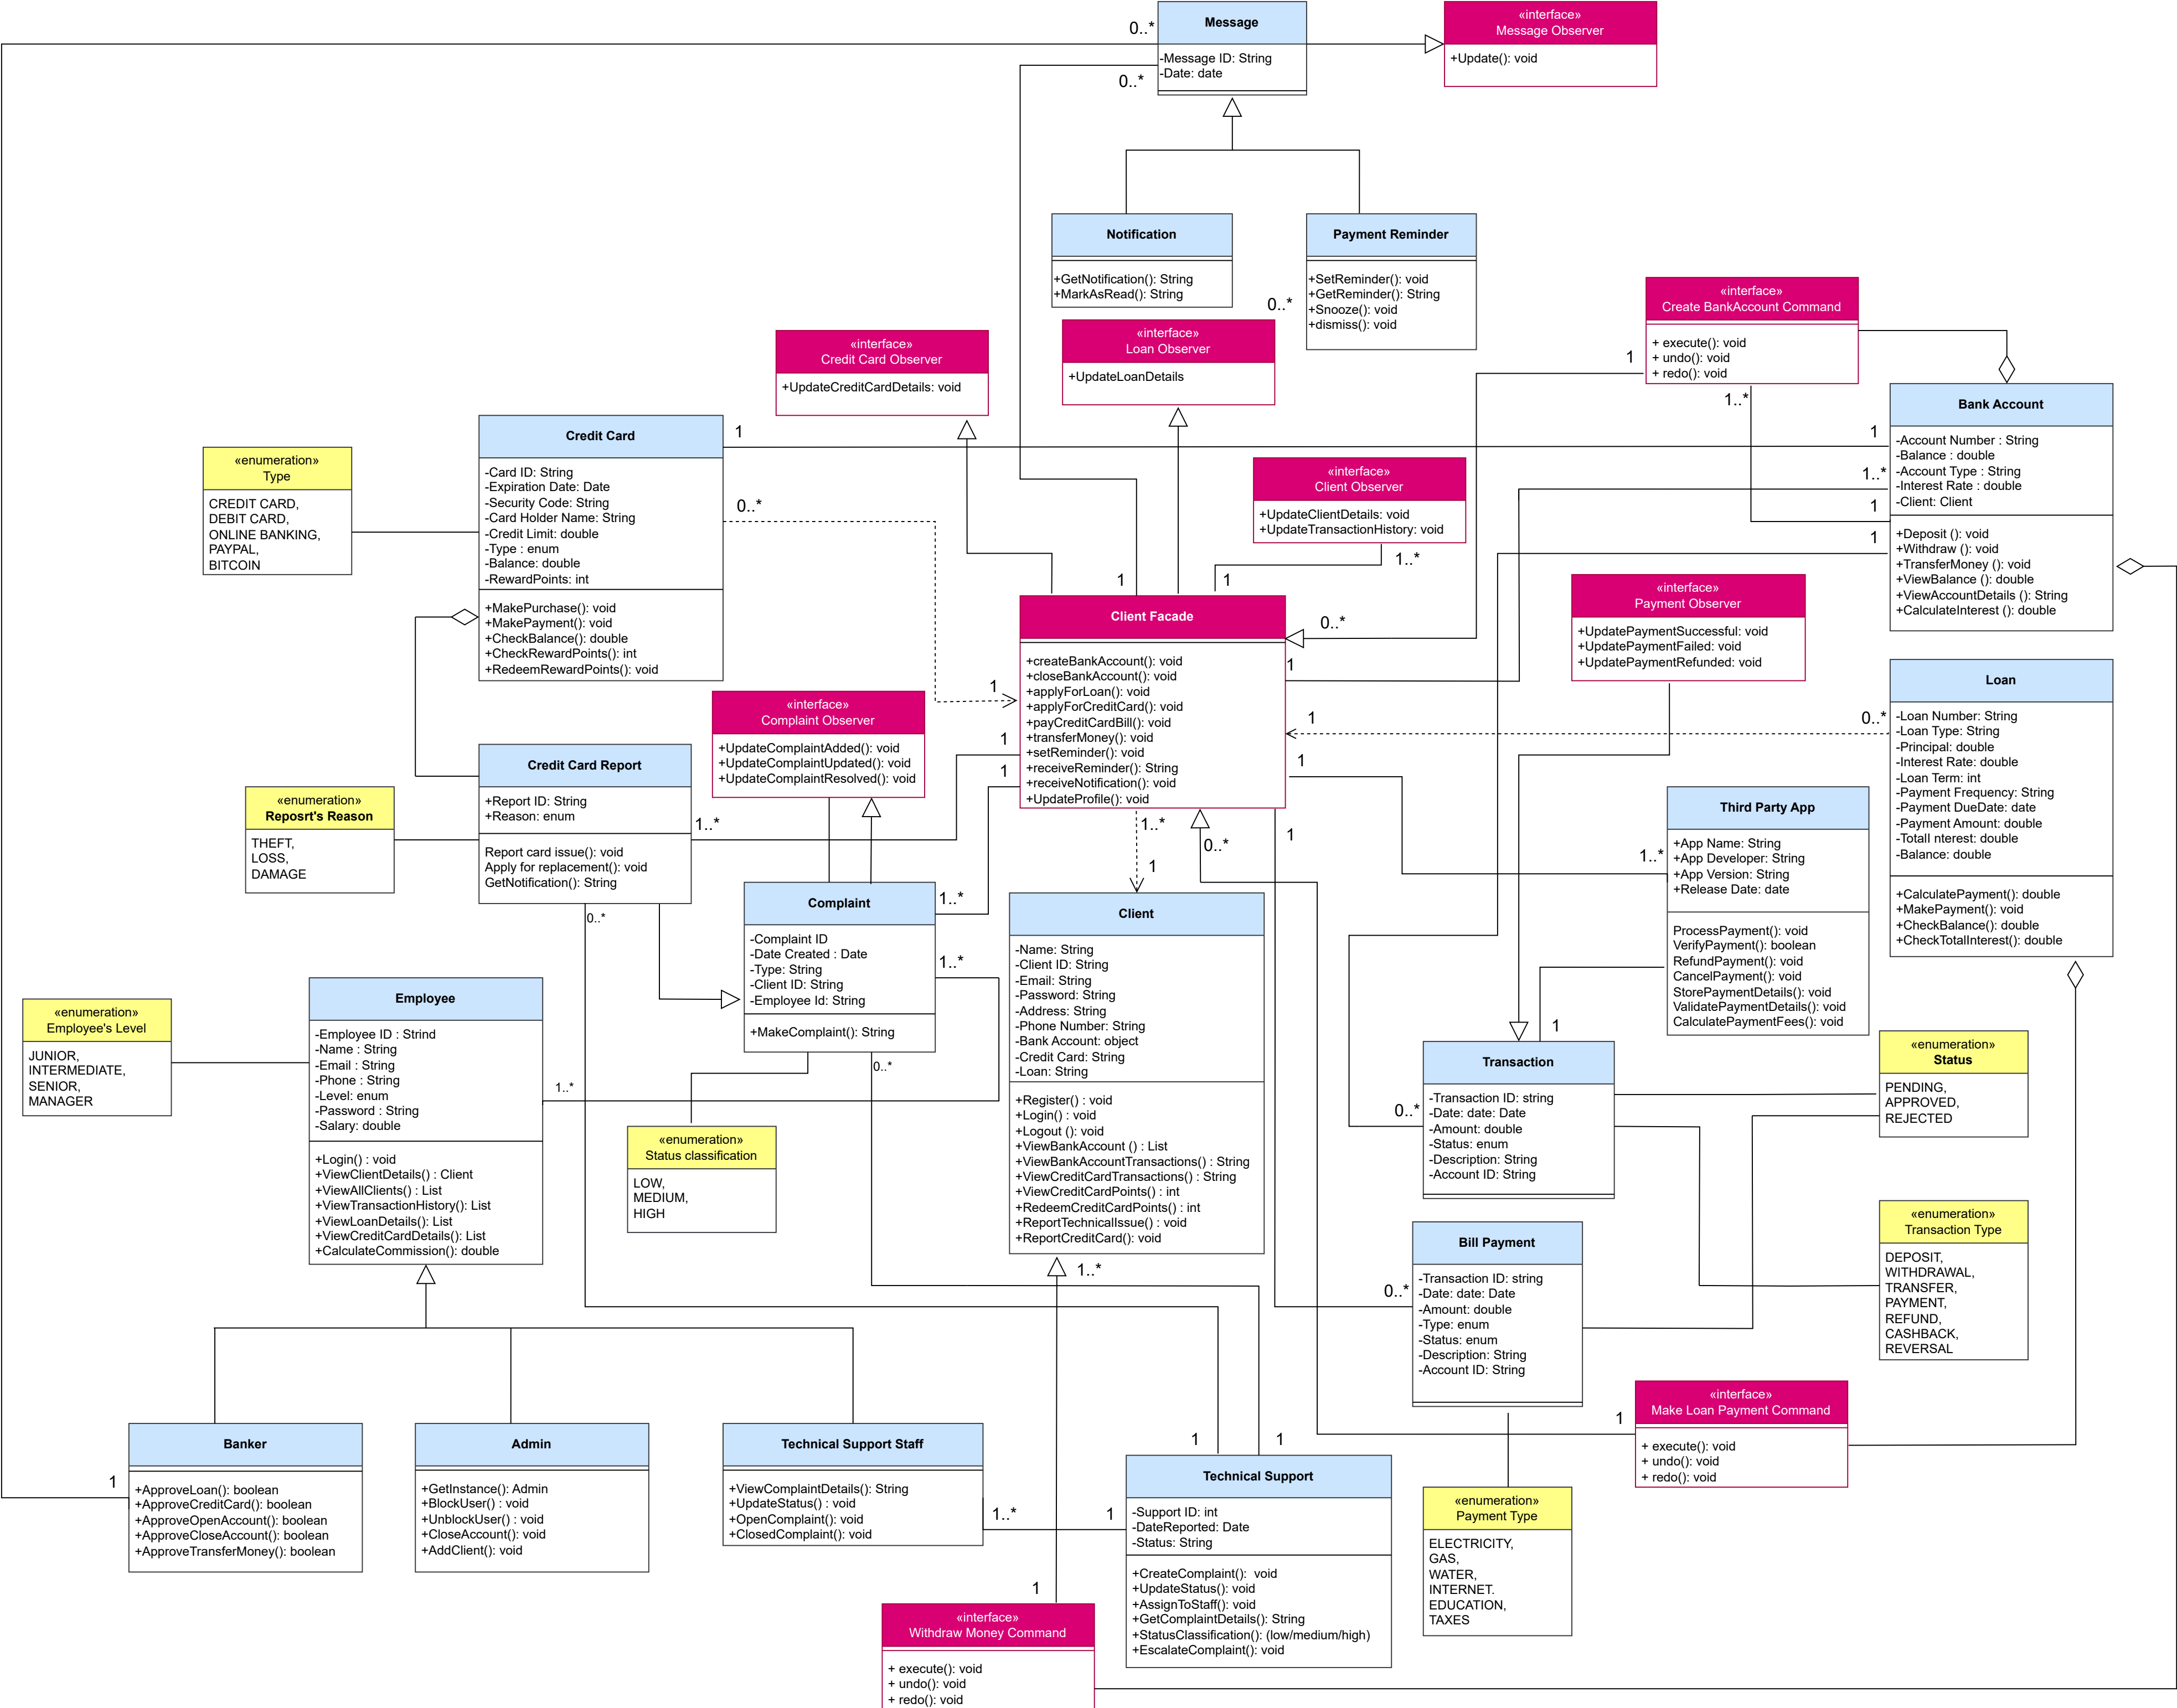 0..*
Message
-Message ID: String
-Date: date
0..*
«interface»
Message Observer
+Update(): void
Notification
+GetNotification(): String
+MarkAsRead(): String
Payment Reminder
+SetReminder(): void
+GetReminder(): String
+Snooze(): void
+dismiss(): void
0..*
«interface»
Create BankAccount Command
+ execute(): void
+ undo(): void
+ redo(): void
1
1..*
«interface»
Credit Card Observer
+UpdateCreditCardDetails: void
«interface»
Loan Observer
+UpdateLoanDetails
«interface»
Client Observer
+UpdateClientDetails: void
+UpdateTransactionHistory: void
1..*
1
1
Bank Account
-Account Number : String
-Balance : double
-Account Type : String
-Interest Rate : double
-Client: Client
+Deposit (): void
+Withdraw (): void
+TransferMoney (): void
+ViewBalance (): double
+ViewAccountDetails (): String
+CalculateInterest (): double
1
1..*
1
1
Credit Card
-Card ID: String
-Expiration Date: Date
-Security Code: String
-Card Holder Name: String
-Credit Limit: double
-Type : enum
-Balance: double
-RewardPoints: int
+MakePurchase(): void
+MakePayment(): void
+CheckBalance(): double
+CheckRewardPoints(): int
+RedeemRewardPoints(): void
1
0..*
«enumeration»
Type
CREDIT CARD,
DEBIT CARD,
ONLINE BANKING,
PAYPAL,
BITCOIN
Client Facade
+createBankAccount(): void
+closeBankAccount(): void
+applyForLoan(): void
+applyForCreditCard(): void
+payCreditCardBill(): void
+transferMoney(): void
+setReminder(): void
+receiveReminder(): String
+receiveNotification(): void
+UpdateProfile(): void
0..*
1
1
1
1
1
1
1
1..*
1
0..*
«interface»
Payment Observer
+UpdatePaymentSuccessful: void
+UpdatePaymentFailed: void
+UpdatePaymentRefunded: void
Loan
-Loan Number: String
-Loan Type: String
-Principal: double
-Interest Rate: double
-Loan Term: int
-Payment Frequency: String
-Payment DueDate: date
-Payment Amount: double
-Totall nterest: double
-Balance: double
+CalculatePayment(): double
+MakePayment(): void
+CheckBalance(): double
+CheckTotalInterest(): double
0..*
«interface»
Complaint Observer
+UpdateComplaintAdded(): void
+UpdateComplaintUpdated(): void
+UpdateComplaintResolved(): void
Credit Card Report
+Report ID: String
+Reason: enum
Report card issue(): void
Apply for replacement(): void
GetNotification(): String
1..*
0..*
«enumeration»
Reposrt's Reason
THEFT,
LOSS,
DAMAGE
Third Party App
+App Name: String
+App Developer: String
+App Version: String
+Release Date: date
ProcessPayment(): void
VerifyPayment(): boolean
RefundPayment(): void
CancelPayment(): void
StorePaymentDetails(): void
ValidatePaymentDetails(): void
CalculatePaymentFees(): void
1..*
1
Complaint
-Complaint ID
-Date Created : Date
-Type: String
-Client ID: String
-Employee Id: String
+MakeComplaint(): String
1..*
1..*
0..*
Client
-Name: String
-Client ID: String
-Email: String
-Password: String
-Address: String
-Phone Number: String
-Bank Account: object
-Credit Card: String
-Loan: String
+Register() : void
+Login() : void
+Logout (): void
+ViewBankAccount () : List
+ViewBankAccountTransactions() : String
+ViewCreditCardTransactions() : String
+ViewCreditCardPoints() : int
+RedeemCreditCardPoints() : int
+ReportTechnicalIssue() : void
+ReportCreditCard(): void
1..*
Employee
-Employee ID : Strind
-Name : String
-Email : String
-Phone : String
-Level: enum
-Password : String
-Salary: double
+Login() : void
+ViewClientDetails() : Client
+ViewAllClients() : List
+ViewTransactionHistory(): List
+ViewLoanDetails(): List
+ViewCreditCardDetails(): List
+CalculateCommission(): double
1..*
«enumeration»
Employee's Level
JUNIOR,
INTERMEDIATE,
SENIOR,
MANAGER
«enumeration»
Status classification
LOW,
MEDIUM,
HIGH
Transaction
-Transaction ID: string
-Date: date: Date
-Amount: double
-Status: enum
-Description: String
-Account ID: String
0..*
«enumeration»
Status
PENDING,
APPROVED,
REJECTED
«enumeration»
Transaction Type
DEPOSIT,
WITHDRAWAL,
TRANSFER,
PAYMENT,
REFUND,
CASHBACK,
REVERSAL
Bill Payment
-Transaction ID: string
-Date: date: Date
-Amount: double
-Type: enum
-Status: enum
-Description: String
-Account ID: String
0..*
«interface»
Make Loan Payment Command
+ execute(): void
+ undo(): void
+ redo(): void
1
Banker
+ApproveLoan(): boolean
+ApproveCreditCard(): boolean
+ApproveOpenAccount(): boolean
+ApproveCloseAccount(): boolean
+ApproveTransferMoney(): boolean
1
Admin
+GetInstance(): Admin
+BlockUser() : void
+UnblockUser() : void
+CloseAccount(): void
+AddClient(): void
Technical Support Staff
+ViewComplaintDetails(): String
+UpdateStatus() : void
+OpenComplaint(): void
+ClosedComplaint(): void
1..*
1
1
1
Technical Support
-Support ID: int
-DateReported: Date
-Status: String
+CreateComplaint():  void
+UpdateStatus(): void
+AssignToStaff(): void
+GetComplaintDetails(): String
+StatusClassification(): (low/medium/high)
+EscalateComplaint(): void
«enumeration»
Payment Type
ELECTRICITY,
GAS,
WATER,
INTERNET.
EDUCATION,
TAXES
1
«interface»
Withdraw Money Command
+ execute(): void
+ undo(): void
+ redo(): void